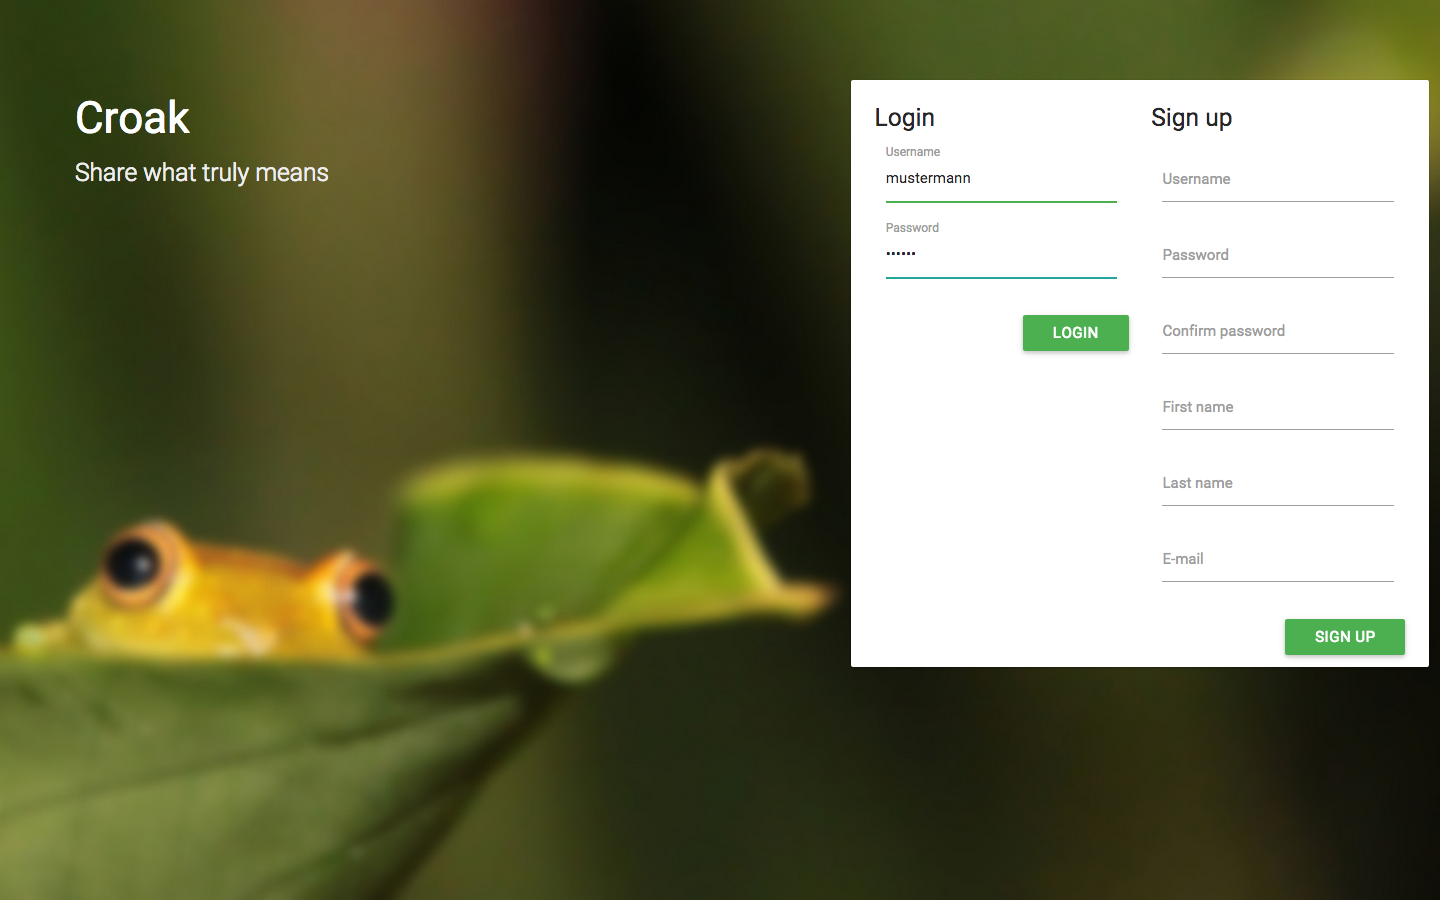 Croak
Share what truly means
Login
Username
mustermann
Password
••••••
LOGIN
Sign up
Username
Password
Confirm password
First name
Last name
E-mail
SIGN UP